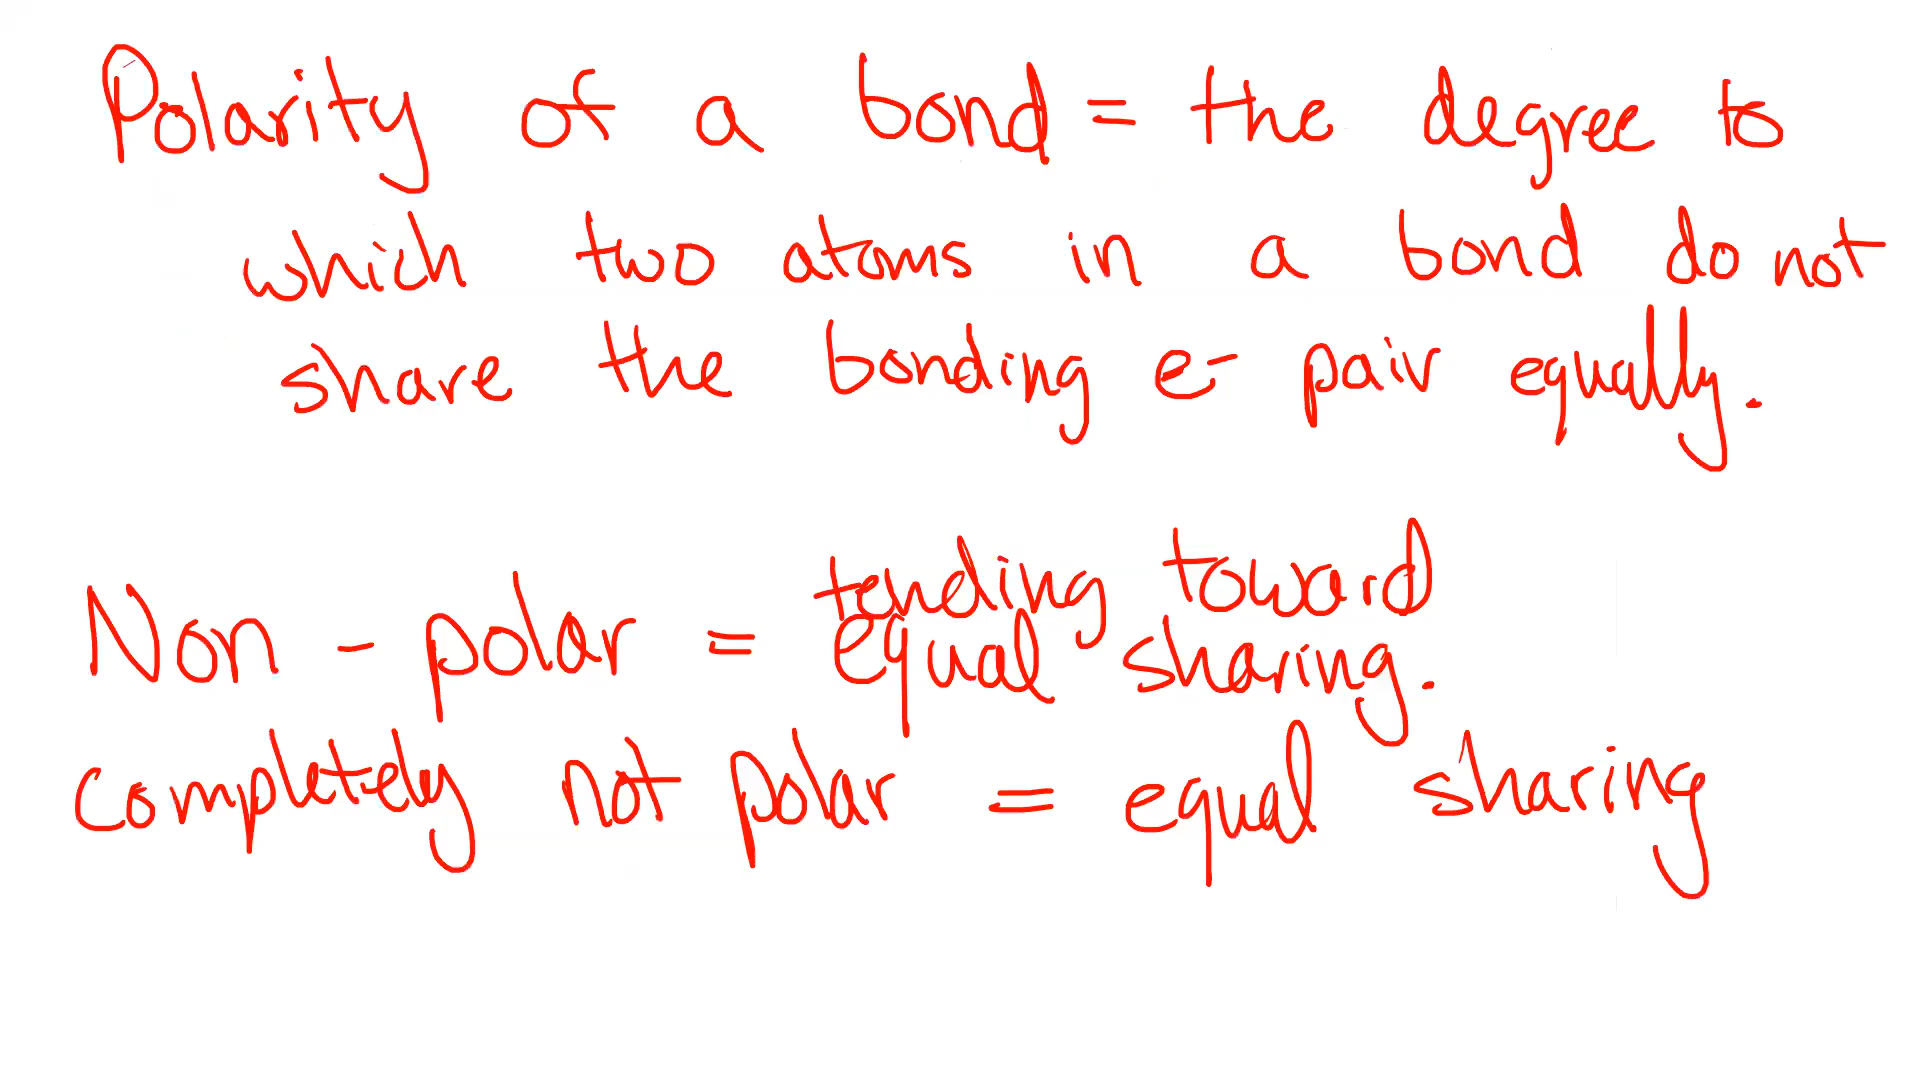 Polarity of a bond = the degree to
which two atoms in a bond do not
share the bonding e- pair equally.
tending toward
Non-polar = equal sharing.
completely not polar = equal sharing